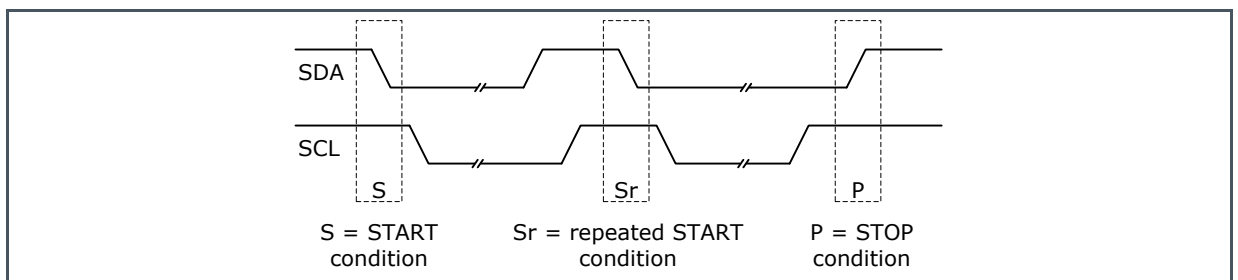 SDA
SCL
S
Sr
P
S = START
condition
Sr = repeated START
condition
P = STOP
condition